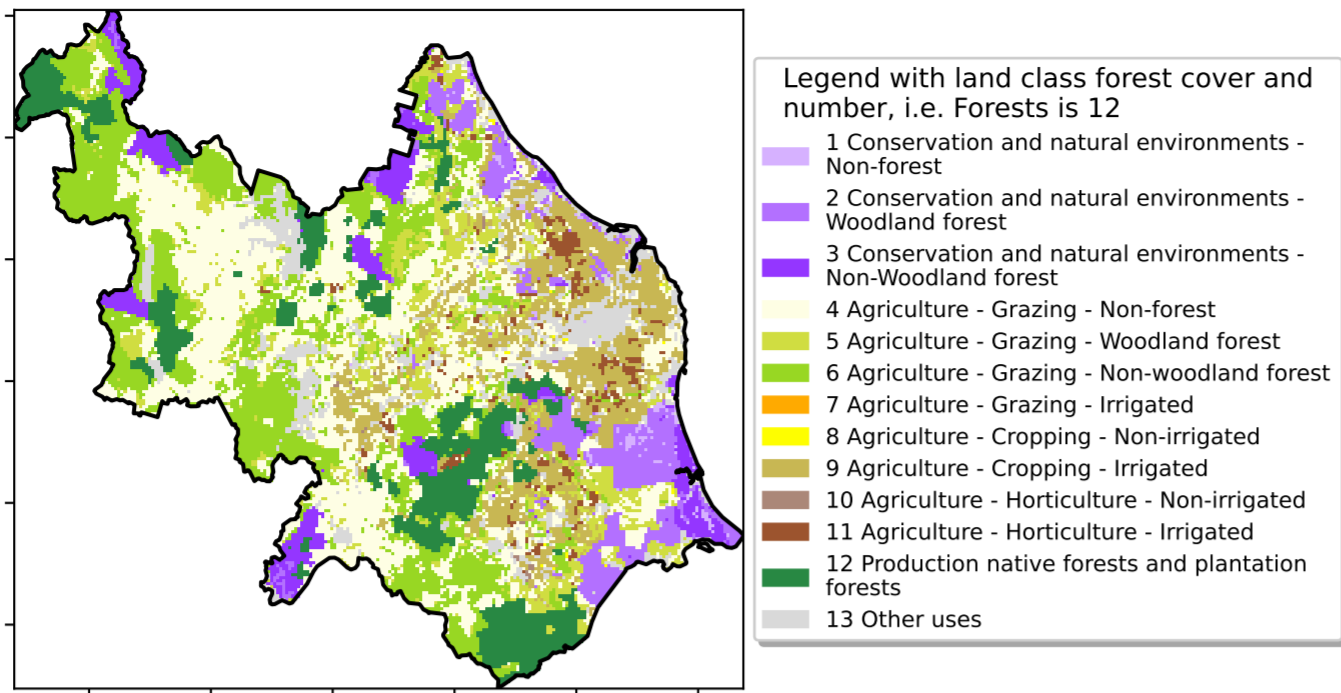 Legend with land class forest cover and
number, i.e. Forests is 12
1 Conservation and natural environments -
Non-forest
2 Conservation and natural environments -
Woodland forest
3 Conservation and natural environments -
Non-Woodland forest
4 Agriculture - Grazing - Non-forest
5 Agriculture - Grazing - Woodland forest
6 Agriculture - Grazing - Non-woodland forest
7 Agriculture - Grazing - Irrigated
8 Agriculture - Cropping - Non-irrigated
9 Agriculture - Cropping - Irrigated
10 Agriculture - Horticulture - Non-irrigated
11 Agriculture - Horticulture - Irrigated
12 Production native forests and plantation
forests
13 Other uses